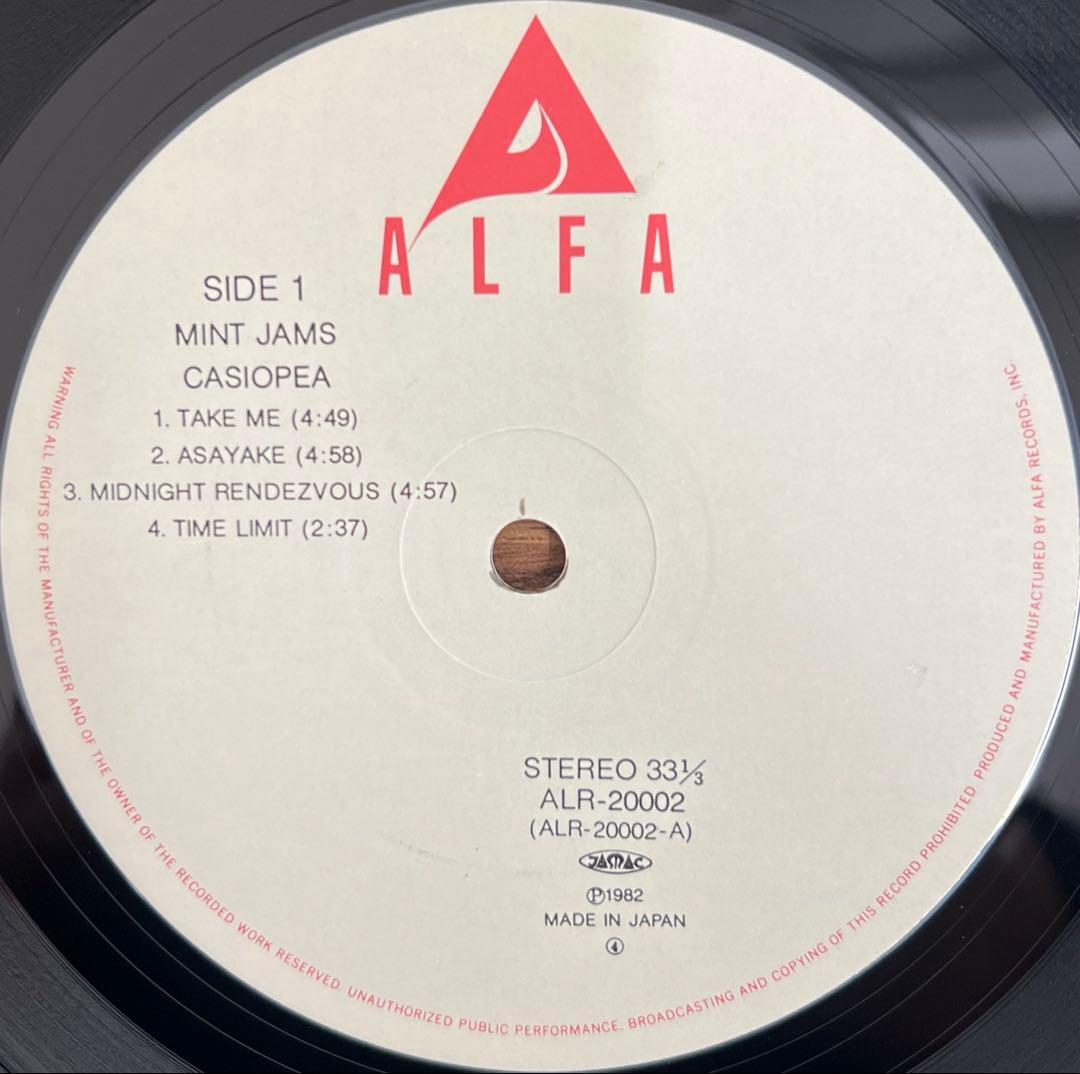 ALFA
SIDE 1
MINT JAMS
CASIOPEA
1. TAKE ME (4:49)
2. ASAYAKE (4:58)
3. MIDNIGHT RENDEZVOUS (4:57)
4. TIME LIMIT (2:37)
STEREO 33⅓
ALR-20002
(ALR-20002-A)
JASRAC
Ⓟ1982
MADE IN JAPAN
④
WARNING ALL RIGHTS OF THE MANUFACTURER AND OF THE OWNER OF THE RECORDED WORK RESERVED. UNAUTHORIZED PUBLIC PERFORMANCE, BROADCASTING AND COPYING OF THIS RECORD PROHIBITED. PRODUCED AND MANUFACTURED BY ALFA RECORDS, INC.